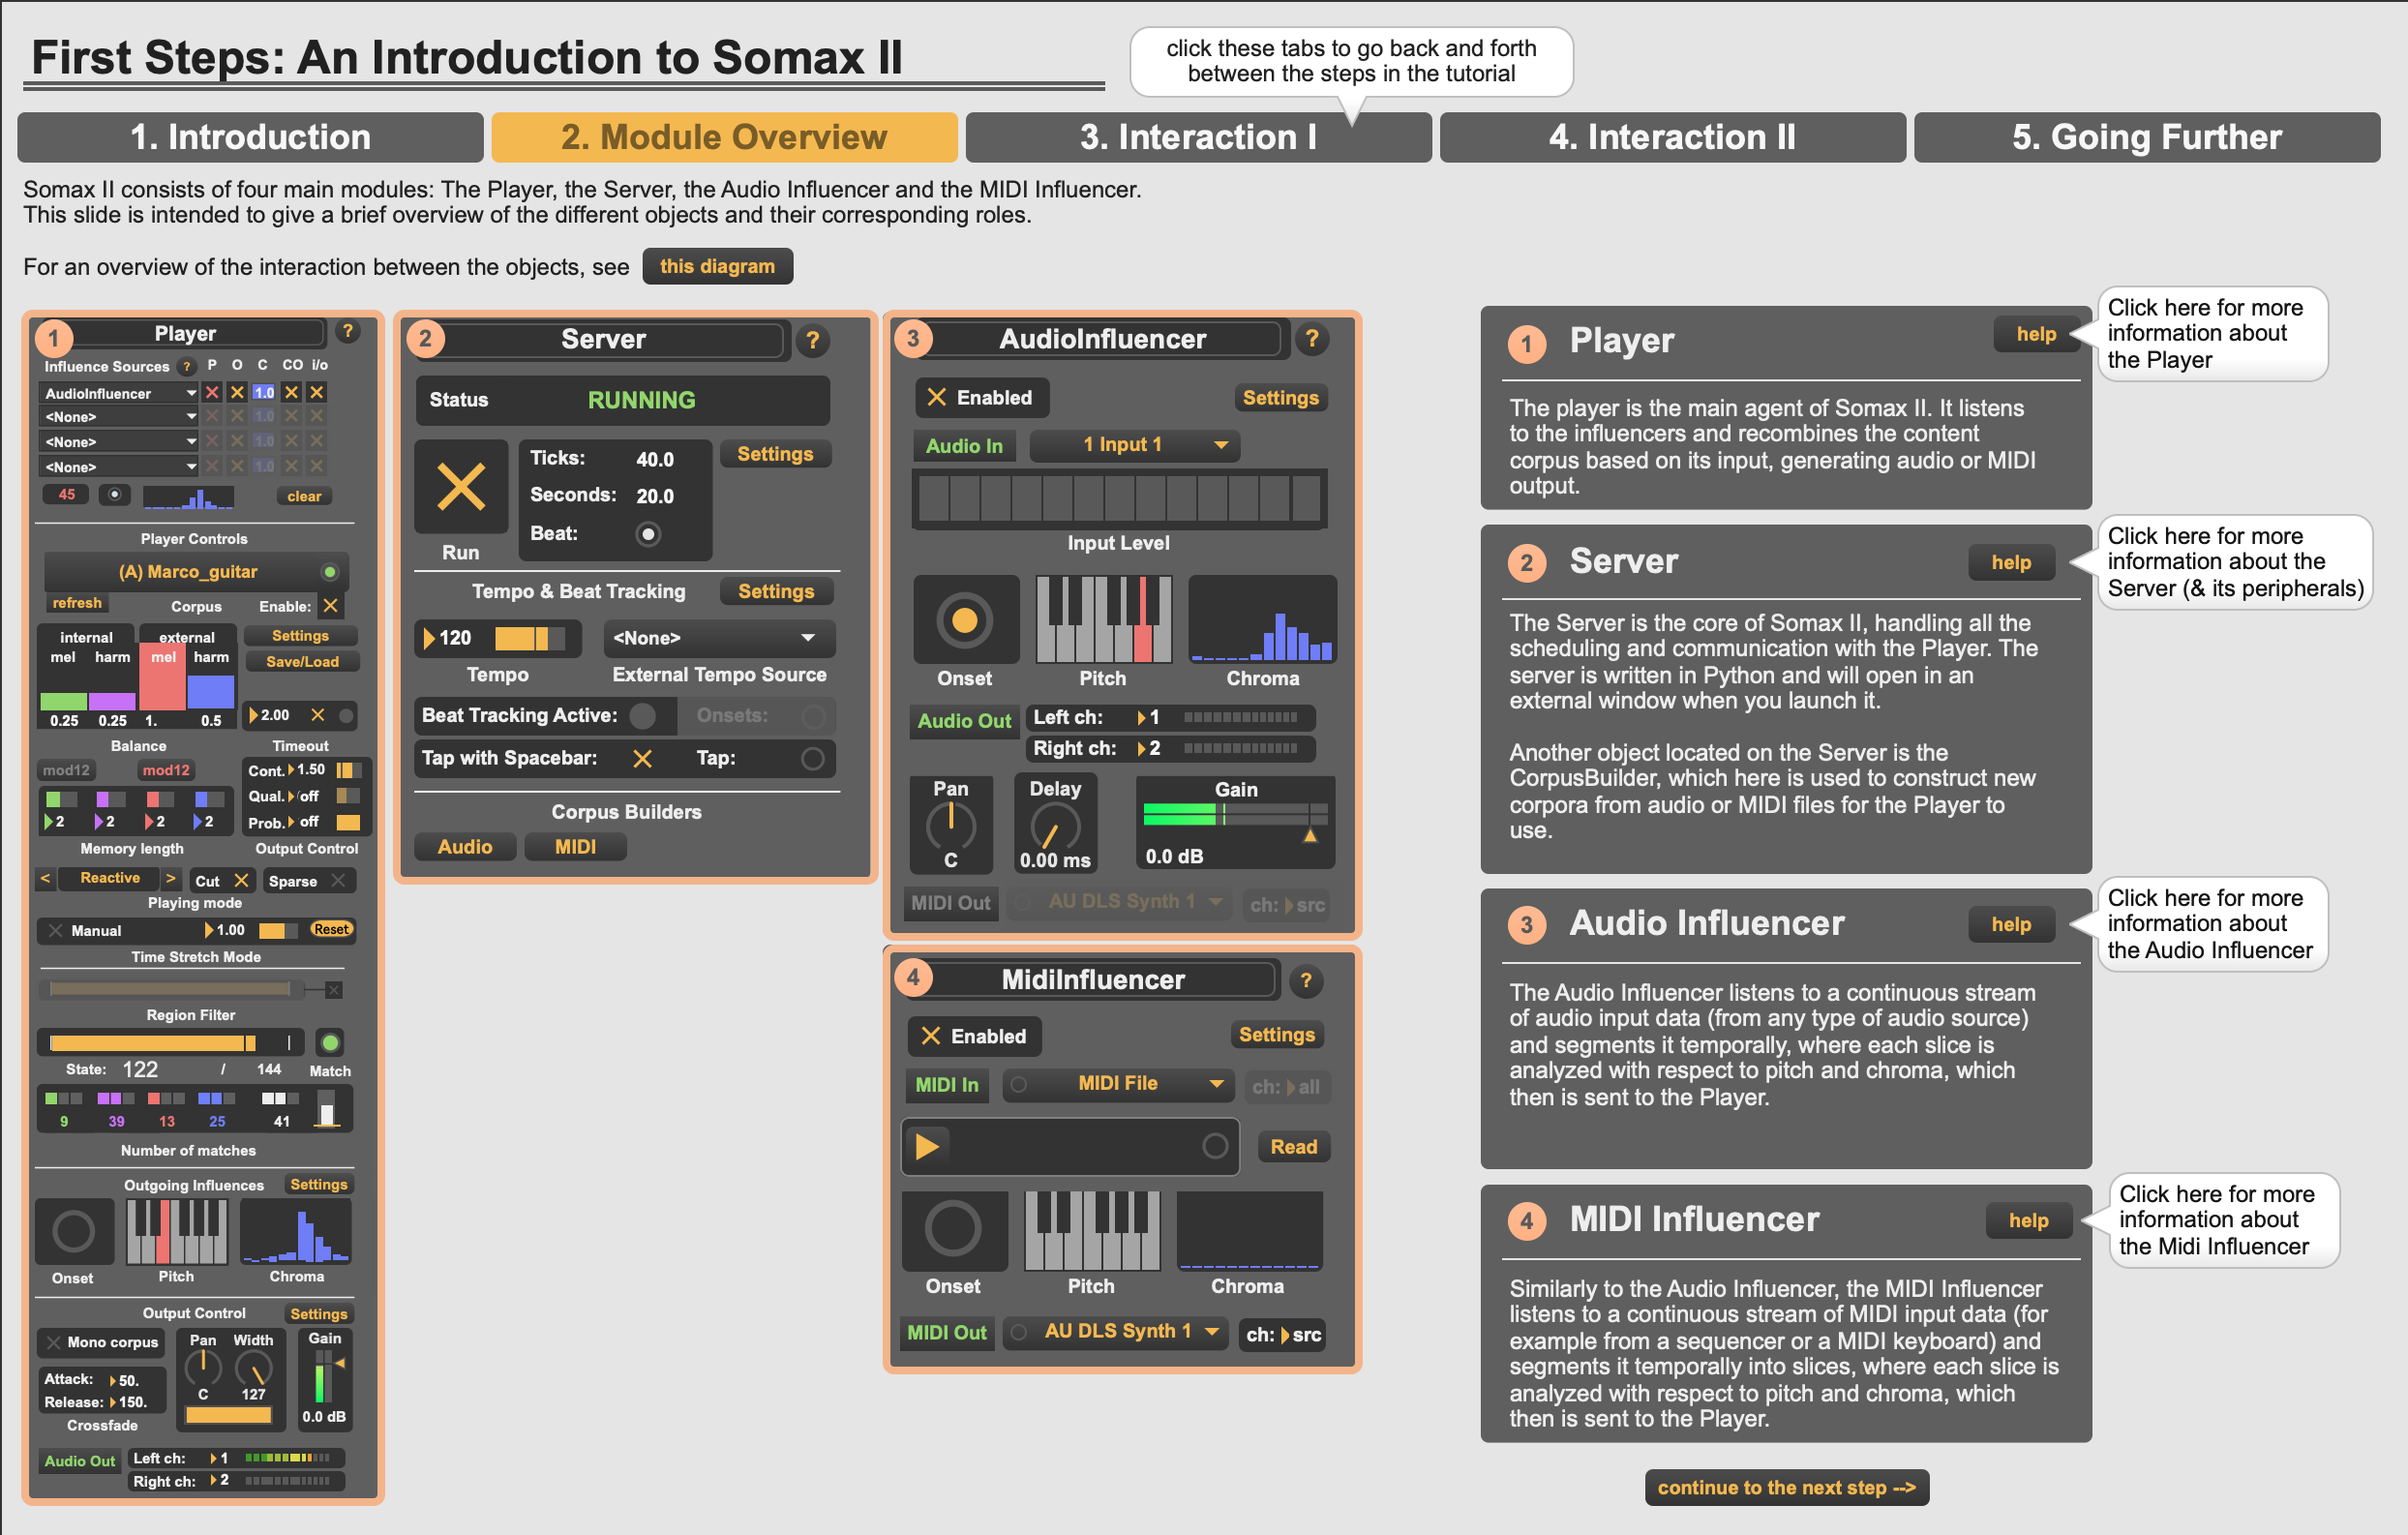 First Steps: An Introduction to Somax II
click these tabs to go back and forth
between the steps in the tutorial
1. Introduction
2. Module Overview
3. Interaction I
4. Interaction II
5. Going Further
Somax II consists of four main modules: The Player, the Server, the Audio Influencer and the MIDI Influencer.
This slide is intended to give a brief overview of the different objects and their corresponding roles.
For an overview of the interaction between the objects, see this diagram
1 Player ?
Influence Sources ? P O C CO i/o
AudioInfluencer 1.0
<None> 1.0
<None> 1.0
<None> 1.0
45 clear
Player Controls
(A) Marco_guitar
refresh Corpus Enable:
internal external
mel harm mel harm
0.25 0.25 1. 0.5
Settings
Save/Load
2.00
Balance Timeout
mod12 mod12
Cont. 1.50
Qual. off
Prob. off
2 2 2 2
Memory length Output Control
< Reactive > Cut Sparse
Playing mode
Manual 1.00 Reset
Time Stretch Mode
Region Filter
State: 122 / 144 Match
9 39 13 25 41
Number of matches
Outgoing Influences Settings
Onset Pitch Chroma
Output Control Settings
Mono corpus Pan Width Gain
Attack: 50.
Release: 150.
C 127
0.0 dB
Crossfade
Audio Out Left ch: 1
Right ch: 2
2 Server ?
Status RUNNING
Ticks: 40.0 Settings
Seconds: 20.0
Beat:
Run
Tempo & Beat Tracking Settings
120 <None>
Tempo External Tempo Source
Beat Tracking Active: Onsets:
Tap with Spacebar: Tap:
Corpus Builders
Audio MIDI
3 AudioInfluencer ?
Enabled Settings
Audio In 1 Input 1
Input Level
Onset Pitch Chroma
Audio Out Left ch: 1
Right ch: 2
Pan Delay Gain
C 0.00 ms 0.0 dB
MIDI Out AU DLS Synth 1 ch: src
4 MidiInfluencer ?
Enabled Settings
MIDI In MIDI File ch: all
Read
Onset Pitch Chroma
MIDI Out AU DLS Synth 1 ch: src
1 Player help
Click here for more
information about
the Player
The player is the main agent of Somax II. It listens
to the influencers and recombines the content
corpus based on its input, generating audio or MIDI
output.
2 Server help
Click here for more
information about the
Server (& its peripherals)
The Server is the core of Somax II, handling all the
scheduling and communication with the Player. The
server is written in Python and will open in an
external window when you launch it.
Another object located on the Server is the
CorpusBuilder, which here is used to construct new
corpora from audio or MIDI files for the Player to
use.
3 Audio Influencer help
Click here for more
information about
the Audio Influencer
The Audio Influencer listens to a continuous stream
of audio input data (from any type of audio source)
and segments it temporally, where each slice is
analyzed with respect to pitch and chroma, which
then is sent to the Player.
4 MIDI Influencer help
Click here for more
information about
the Midi Influencer
Similarly to the Audio Influencer, the MIDI Influencer
listens to a continuous stream of MIDI input data (for
example from a sequencer or a MIDI keyboard) and
segments it temporally into slices, where each slice is
analyzed with respect to pitch and chroma, which
then is sent to the Player.
continue to the next step -->